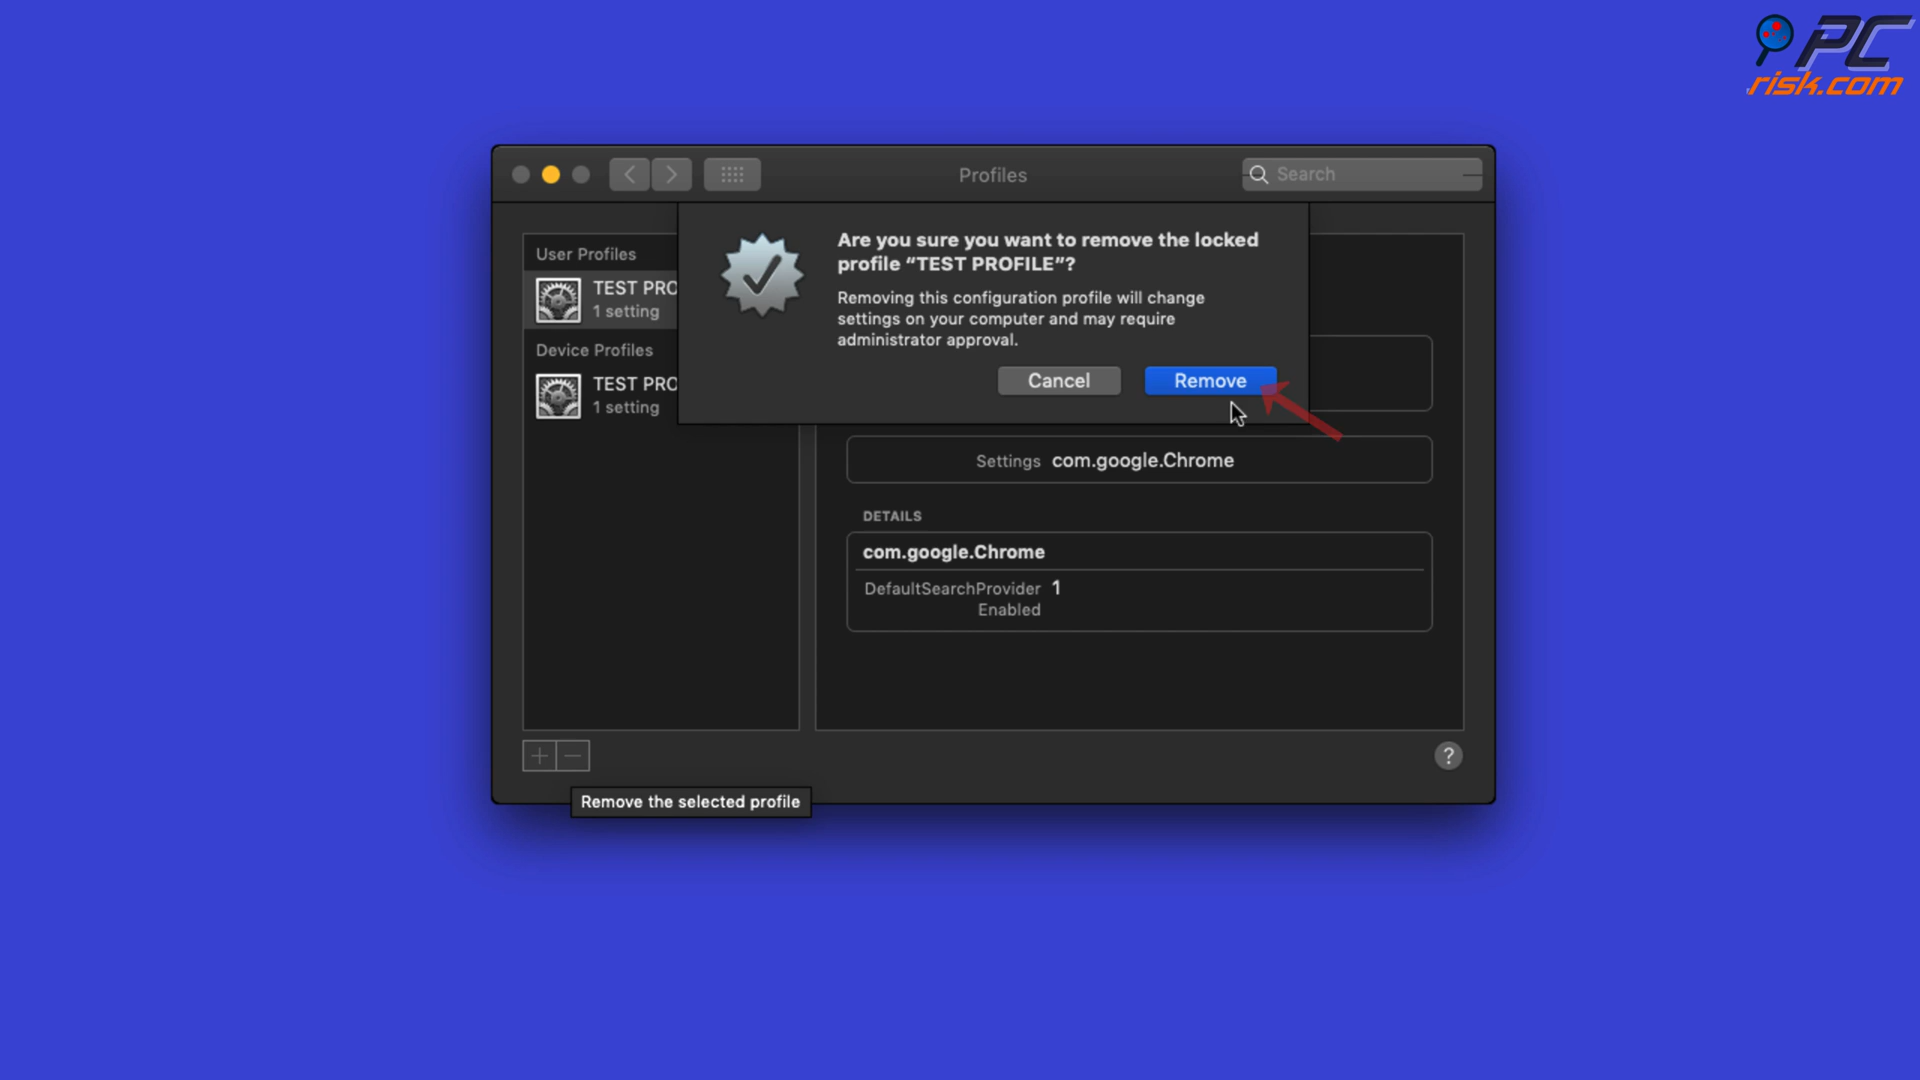 PC
risk.com
Profiles
Search
User Profiles
TEST PRO
1 setting
Device Profiles
TEST PRO
1 setting
Are you sure you want to remove the locked
profile “TEST PROFILE”?
Removing this configuration profile will change
settings on your computer and may require
administrator approval.
Cancel
Remove
Settings com.google.Chrome
DETAILS
com.google.Chrome
DefaultSearchProvider 1
Enabled
?
Remove the selected profile